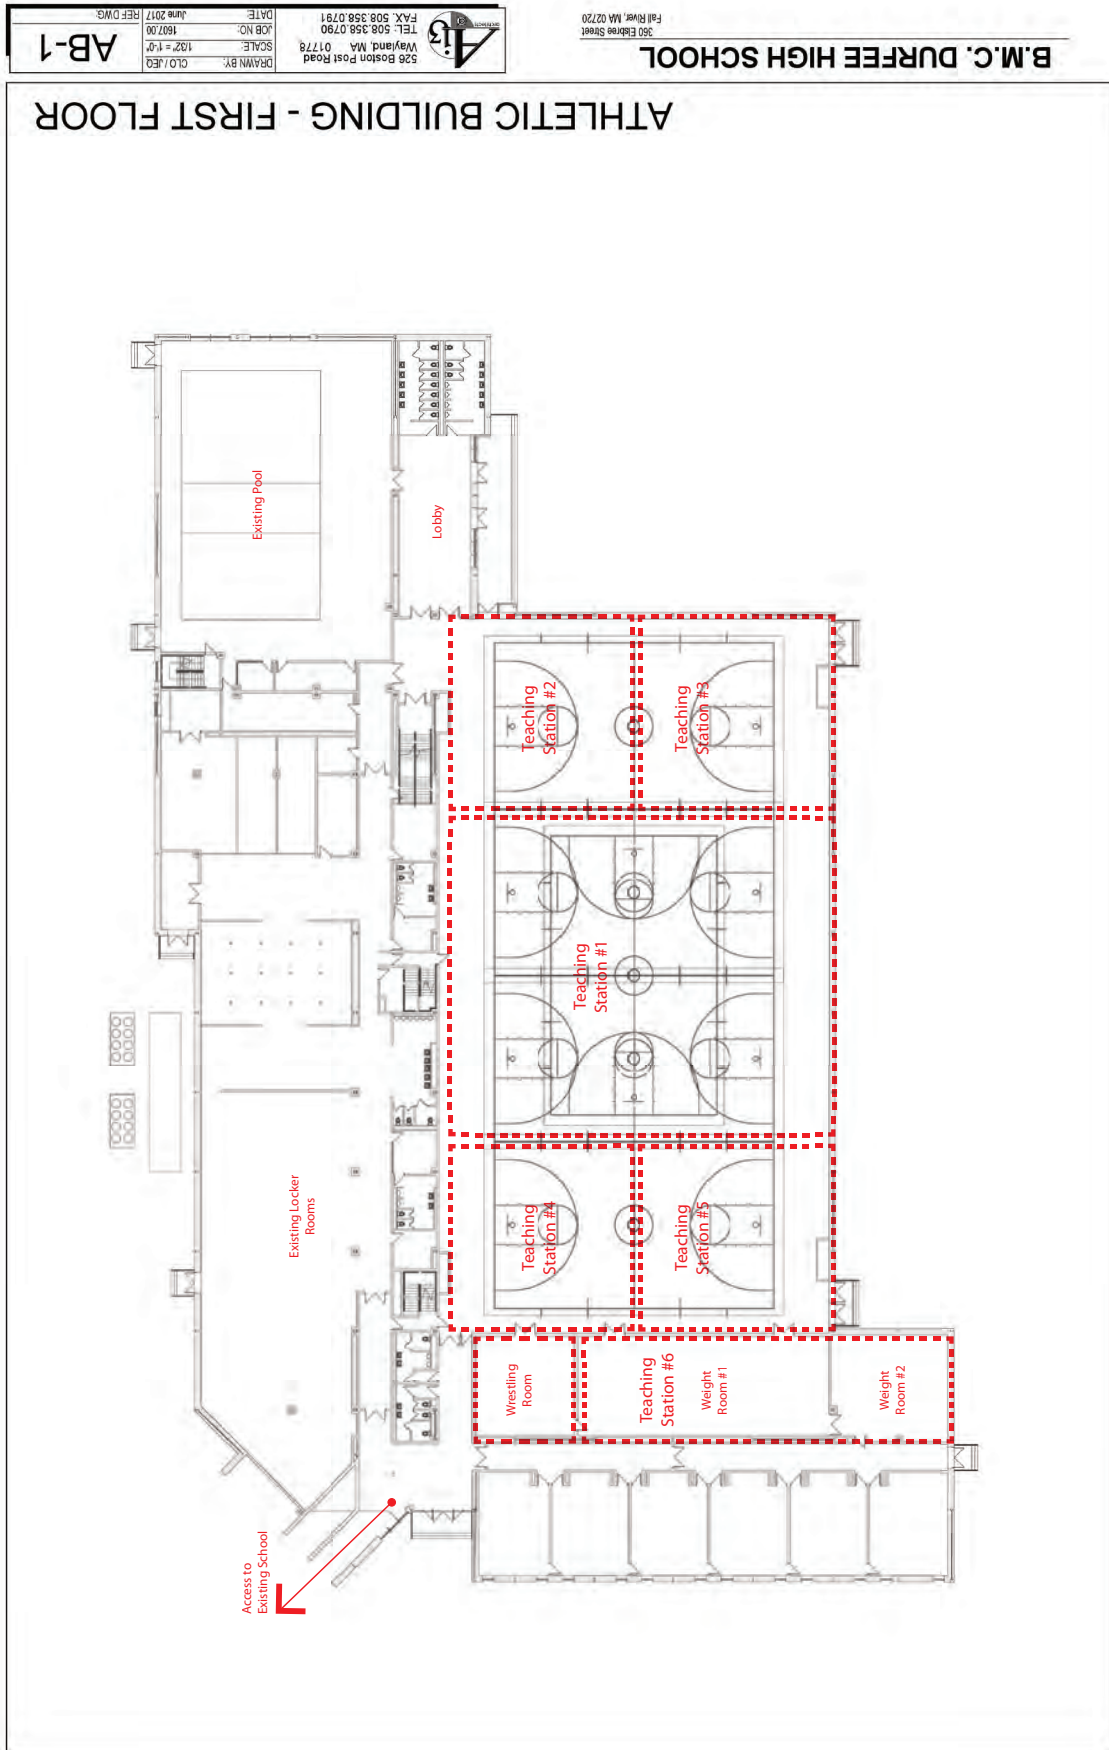 B.M.C. DURFEE HIGH SCHOOL
360 Elsbree Street
Fall River, MA 02720
Ai3
architects
526 Boston Post Road
Wayland, MA 01778
TEL: 508.358.0790
FAX: 508.358.0791
DRAWN BY: CLO / JEQ
SCALE: 1/32" = 1'-0"
JOB NO: 1607.00
DATE: June 2017
REF DWG:
AB-1
ATHLETIC BUILDING - FIRST FLOOR
Existing Pool
Lobby
Teaching
Station #2
Teaching
Station #3
Teaching
Station #1
Existing Locker
Rooms
Teaching
Station #4
Teaching
Station #5
Wrestling
Room
Teaching
Station #6
Weight
Room #1
Weight
Room #2
Access to
Existing School